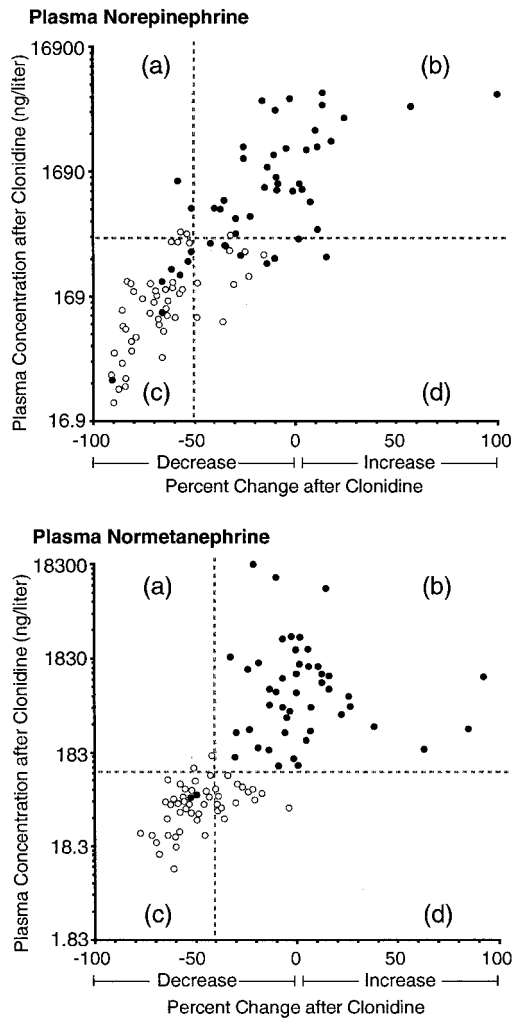 Plasma Norepinephrine
Plasma Concentration after Clonidine (ng/liter)
16900
1690
169
16.9
(a)
(b)
(c)
(d)
-100
-50
0
50
100
Decrease
Increase
Percent Change after Clonidine
Plasma Normetanephrine
Plasma Concentration after Clonidine (ng/liter)
18300
1830
183
18.3
1.83
(a)
(b)
(c)
(d)
-100
-50
0
50
100
Decrease
Increase
Percent Change after Clonidine